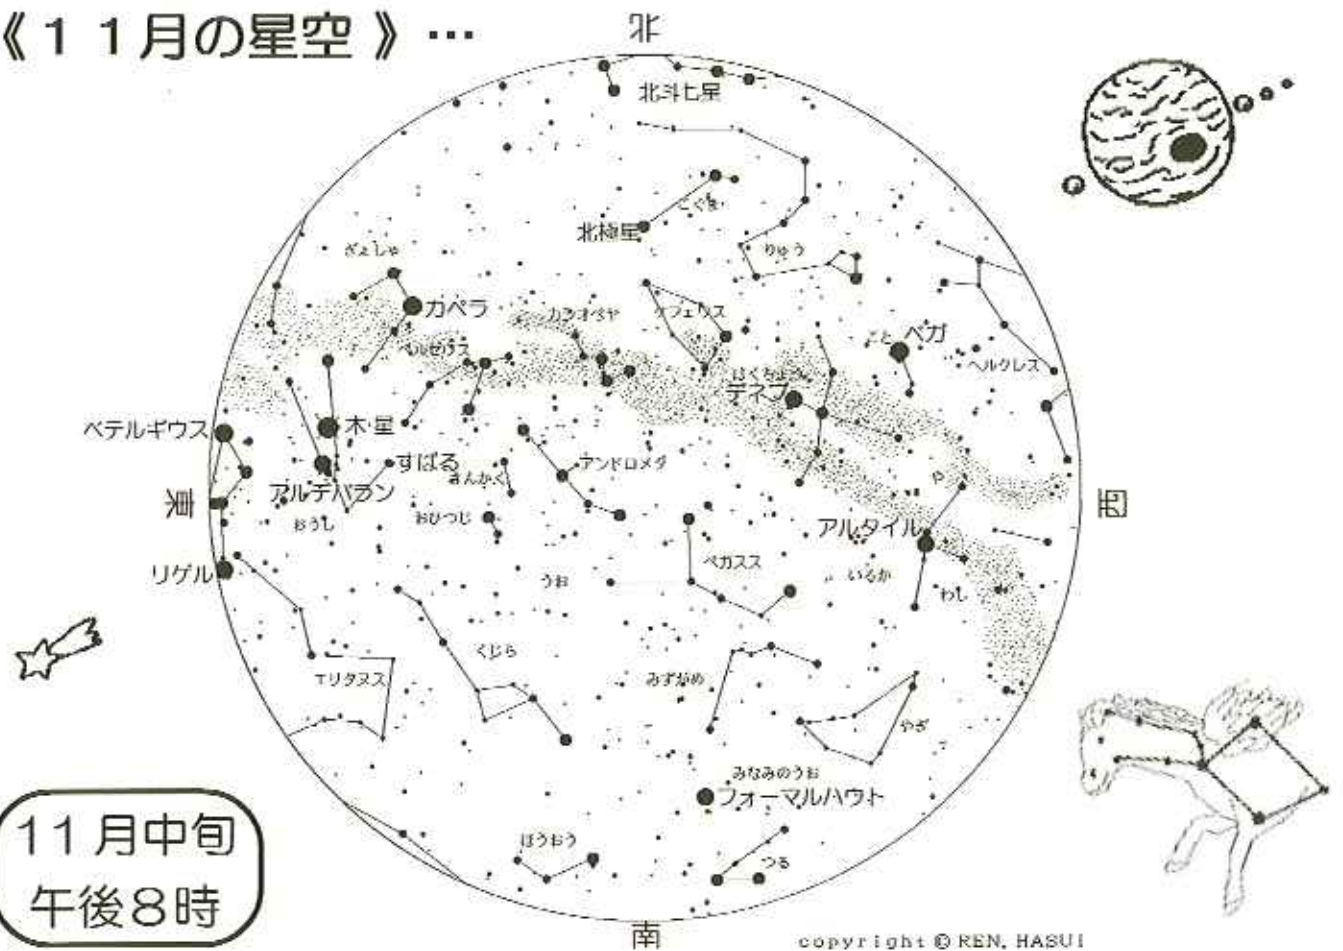 《１１月の星空》…
北
北斗七星
こぐま
北極星
りゅう
ぎょしゃ
カペラ
カシオペヤ
ケフェウス
こと
ベガ
ペルセウス
はくちょう
デネブ
ヘルクレス
ベテルギウス
木星
すばる
アンドロメダ
さんかく
や
アルデバラン
東
西
おうし
おひつじ
アルタイル
リゲル
うお
ペガスス
いるか
わし
くじら
エリダヌス
みずがめ
やぎ
みなみのうお
フォーマルハウト
ほうおう
つる
11月中旬
午後８時
南
copyright © REN. HASUI